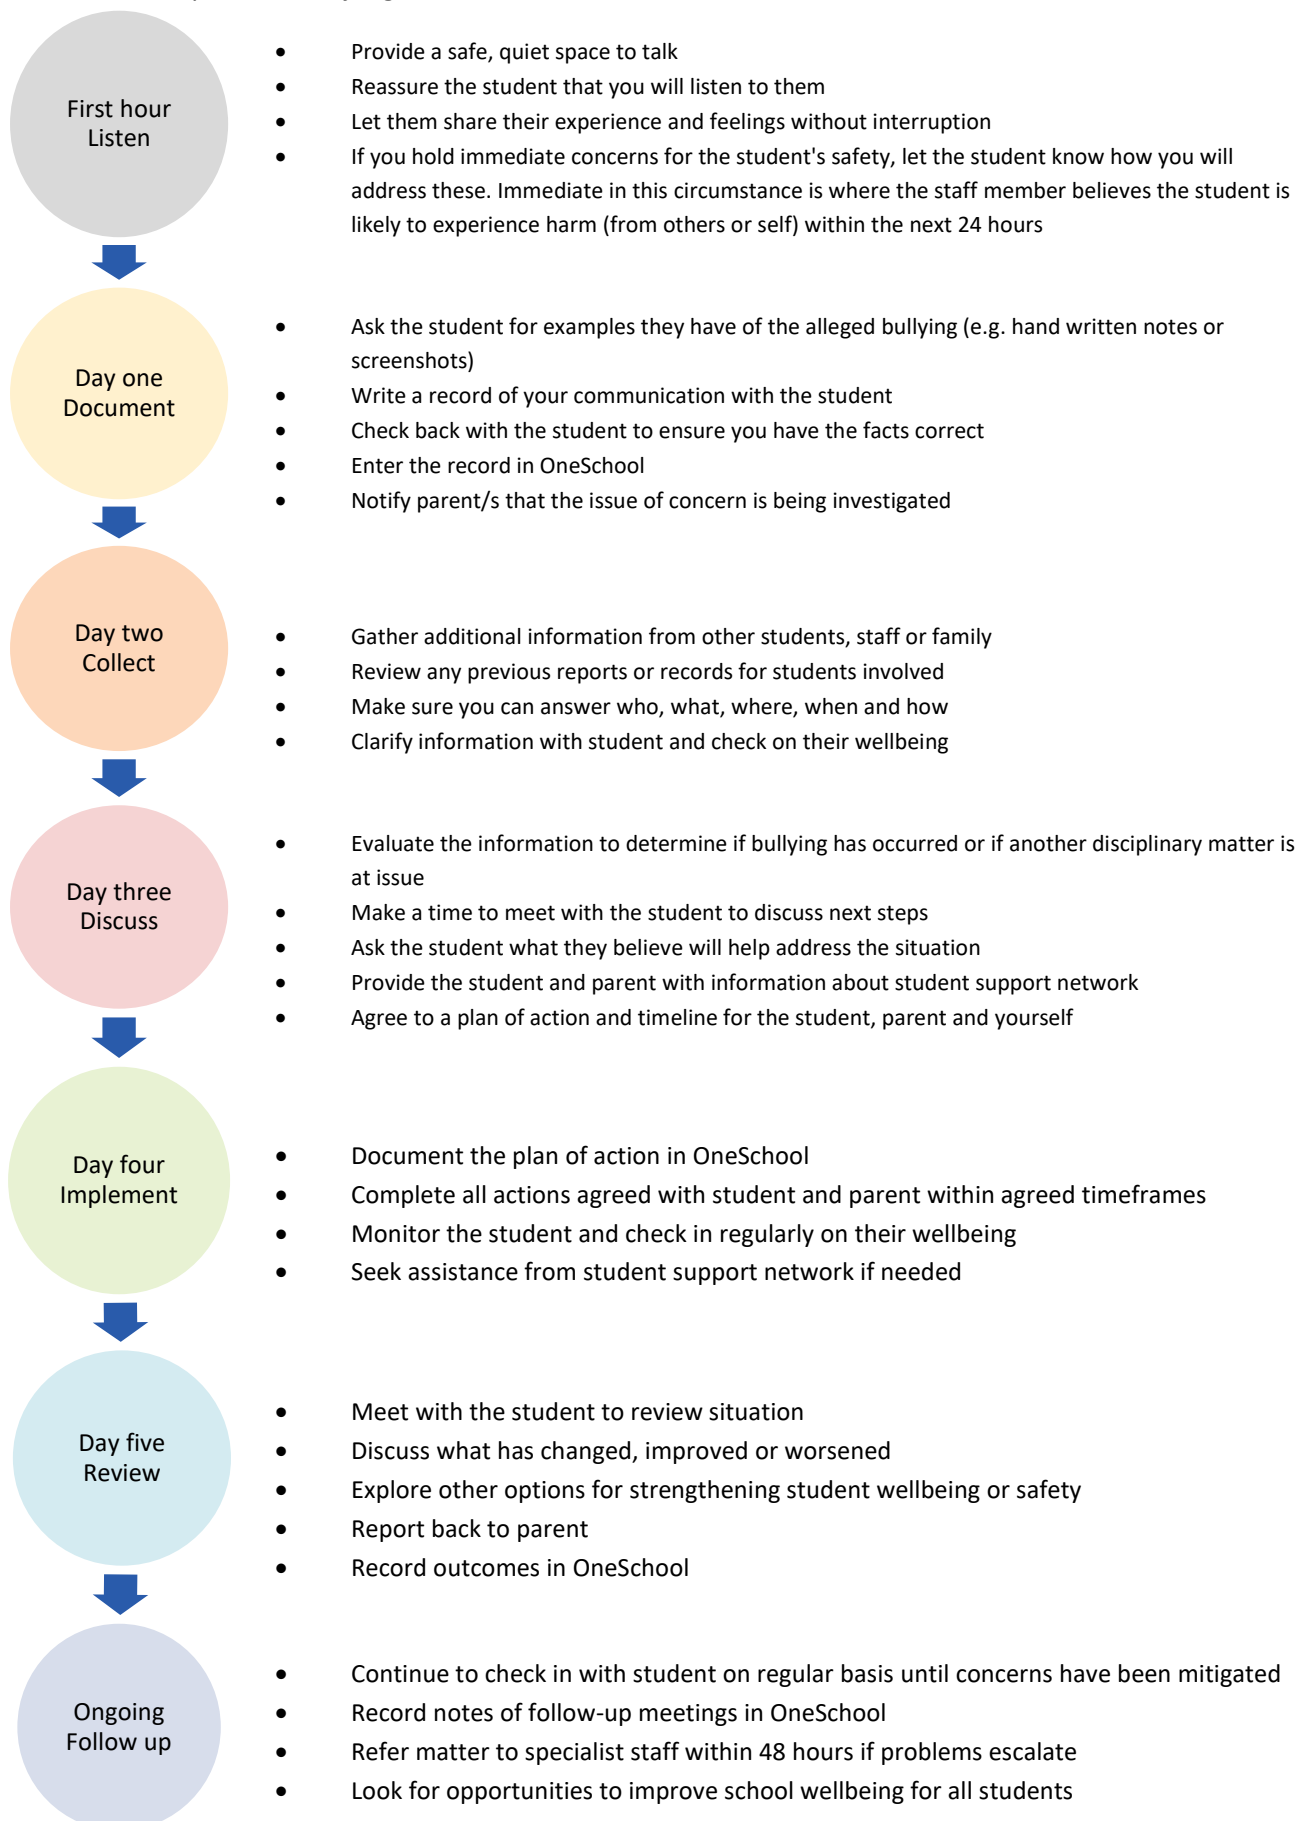 First hour
Listen
• Provide a safe, quiet space to talk
• Reassure the student that you will listen to them
• Let them share their experience and feelings without interruption
• If you hold immediate concerns for the student's safety, let the student know how you will
address these. Immediate in this circumstance is where the staff member believes the student is
likely to experience harm (from others or self) within the next 24 hours
Day one
Document
• Ask the student for examples they have of the alleged bullying (e.g. hand written notes or
screenshots)
• Write a record of your communication with the student
• Check back with the student to ensure you have the facts correct
• Enter the record in OneSchool
• Notify parent/s that the issue of concern is being investigated
Day two
Collect
• Gather additional information from other students, staff or family
• Review any previous reports or records for students involved
• Make sure you can answer who, what, where, when and how
• Clarify information with student and check on their wellbeing
Day three
Discuss
• Evaluate the information to determine if bullying has occurred or if another disciplinary matter is
at issue
• Make a time to meet with the student to discuss next steps
• Ask the student what they believe will help address the situation
• Provide the student and parent with information about student support network
• Agree to a plan of action and timeline for the student, parent and yourself
Day four
Implement
• Document the plan of action in OneSchool
• Complete all actions agreed with student and parent within agreed timeframes
• Monitor the student and check in regularly on their wellbeing
• Seek assistance from student support network if needed
Day five
Review
• Meet with the student to review situation
• Discuss what has changed, improved or worsened
• Explore other options for strengthening student wellbeing or safety
• Report back to parent
• Record outcomes in OneSchool
Ongoing
Follow up
• Continue to check in with student on regular basis until concerns have been mitigated
• Record notes of follow-up meetings in OneSchool
• Refer matter to specialist staff within 48 hours if problems escalate
• Look for opportunities to improve school wellbeing for all students